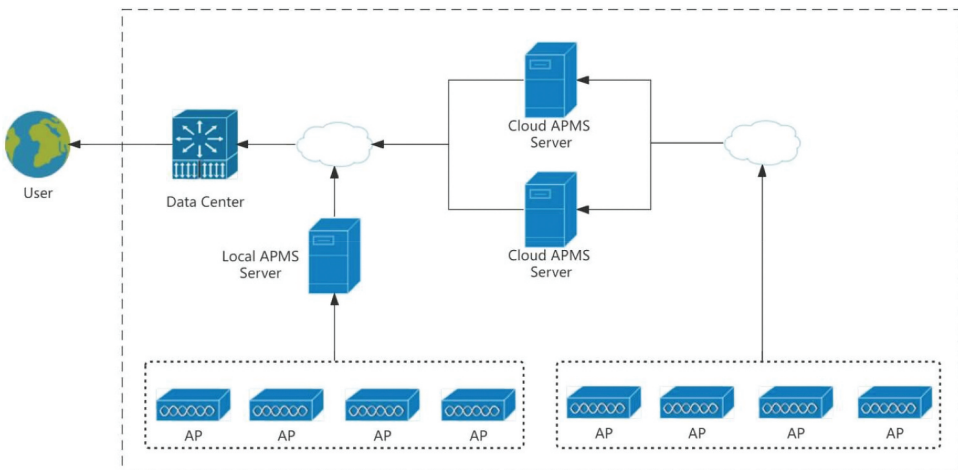 Cloud APMS
Server
User
Data Center
Local APMS
Server
Cloud APMS
Server
AP
AP
AP
AP
AP
AP
AP
AP